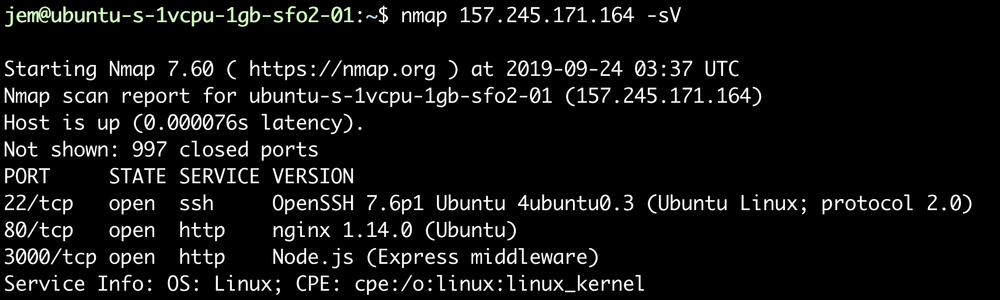 jem@ubuntu-s-1vcpu-1gb-sfo2-01:~$ nmap 157.245.171.164 -sV
Starting Nmap 7.60 ( https://nmap.org ) at 2019-09-24 03:37 UTC
Nmap scan report for ubuntu-s-1vcpu-1gb-sfo2-01 (157.245.171.164)
Host is up (0.000076s latency).
Not shown: 997 closed ports
PORT     STATE SERVICE VERSION
22/tcp   open  ssh     OpenSSH 7.6p1 Ubuntu 4ubuntu0.3 (Ubuntu Linux; protocol 2.0)
80/tcp   open  http    nginx 1.14.0 (Ubuntu)
3000/tcp open  http    Node.js (Express middleware)
Service Info: OS: Linux; CPE: cpe:/o:linux:linux_kernel